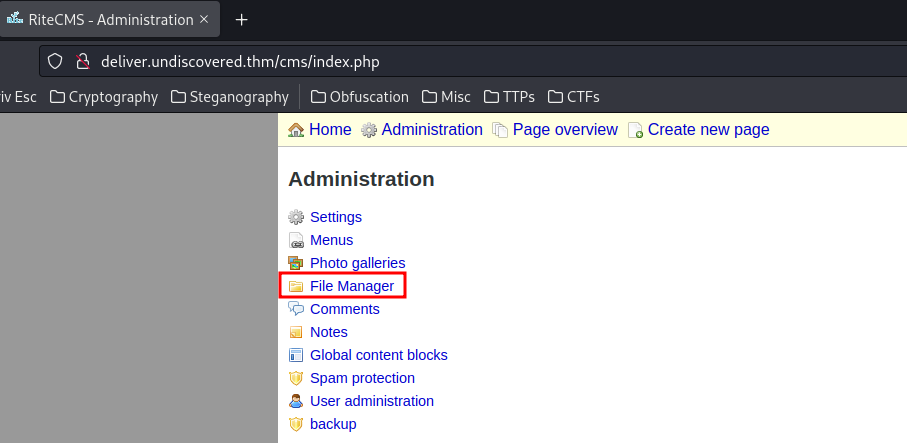 RiteCMS - Administration × +
deliver.undiscovered.thm/cms/index.php
iv Esc Cryptography Steganography Obfuscation Misc TTPs CTFs
Home Administration Page overview Create new page
Administration
Settings
Menus
Photo galleries
File Manager
Comments
Notes
Global content blocks
Spam protection
User administration
backup